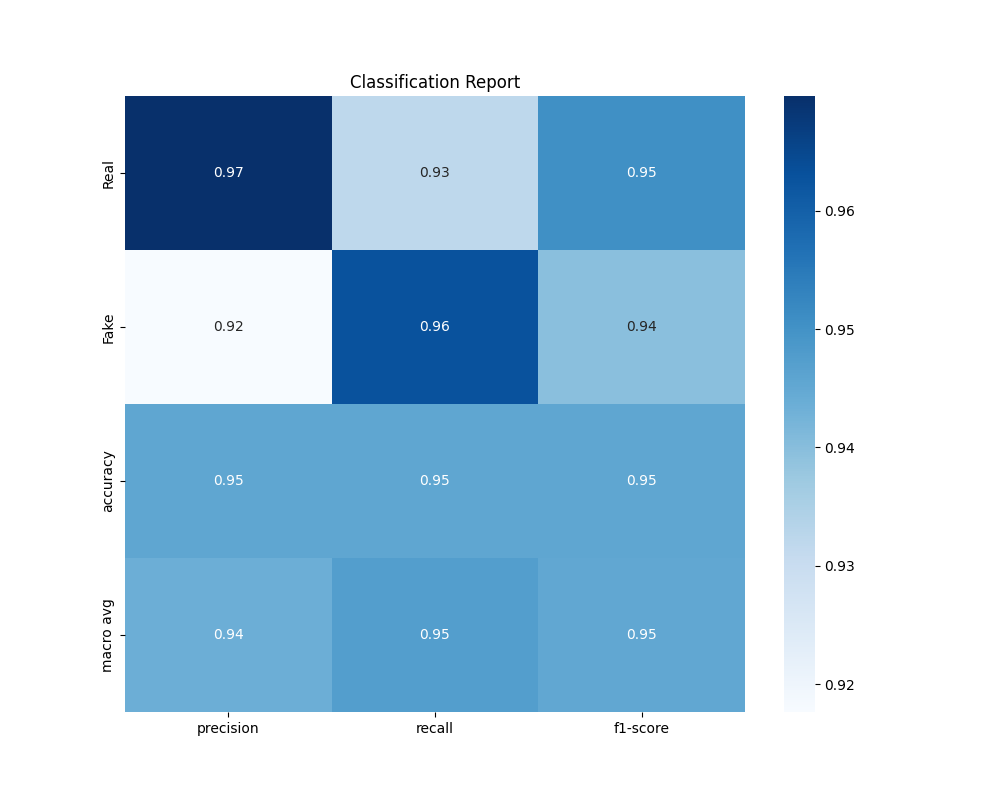 Classification Report
Real
0.97 0.93 0.95
Fake
0.92 0.96 0.94
accuracy
0.95 0.95 0.95
macro avg
0.94 0.95 0.95
precision recall f1-score
0.96
0.95
0.94
0.93
0.92